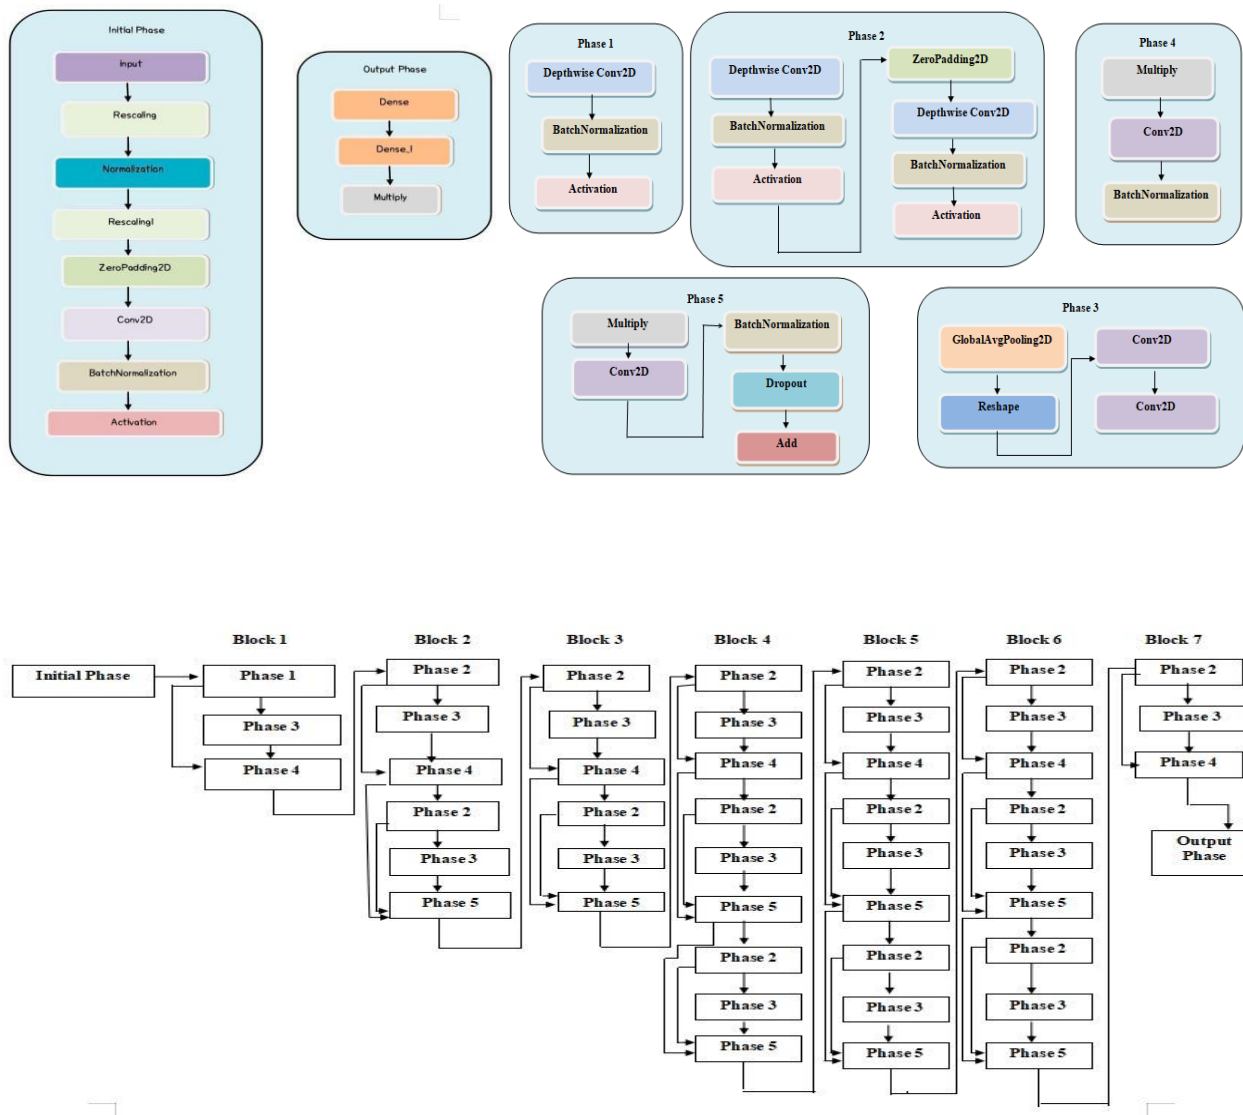 Initial Phase
Input
Rescaling
Normalization
Rescaling1
ZeroPadding2D
Conv2D
BatchNormalization
Activation
Output Phase
Dense
Dense_1
Multiply
Phase 1
Depthwise Conv2D
BatchNormalization
Activation
Phase 2
Depthwise Conv2D
BatchNormalization
Activation
ZeroPadding2D
Depthwise Conv2D
BatchNormalization
Activation
Phase 4
Multiply
Conv2D
BatchNormalization
Phase 5
Multiply
Conv2D
BatchNormalization
Dropout
Add
Phase 3
GlobalAvgPooling2D
Reshape
Conv2D
Conv2D
Initial Phase
Block 1
Phase 1
Phase 3
Phase 4
Block 2
Phase 2
Phase 3
Phase 4
Phase 2
Phase 3
Phase 5
Block 3
Phase 2
Phase 3
Phase 4
Phase 2
Phase 3
Phase 5
Block 4
Phase 2
Phase 3
Phase 4
Phase 2
Phase 3
Phase 5
Phase 2
Phase 3
Phase 5
Block 5
Phase 2
Phase 3
Phase 4
Phase 2
Phase 3
Phase 5
Phase 2
Phase 3
Phase 5
Block 6
Phase 2
Phase 3
Phase 4
Phase 2
Phase 3
Phase 5
Phase 2
Phase 3
Phase 5
Block 7
Phase 2
Phase 3
Phase 4
Output
Phase